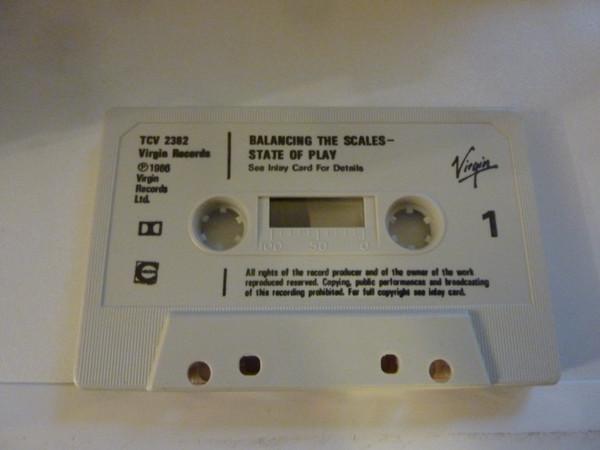 TCV 2382
Virgin Records
℗1986
Virgin
Records
Ltd.
BALANCING THE SCALES–
STATE OF PLAY
See Inlay Card For Details
Virgin
1
100 50 0
All rights of the record producer and of the owner of the work
reproduced reserved. Copying, public performances and broadcasting
of this recording prohibited. For full copyright see inlay card.